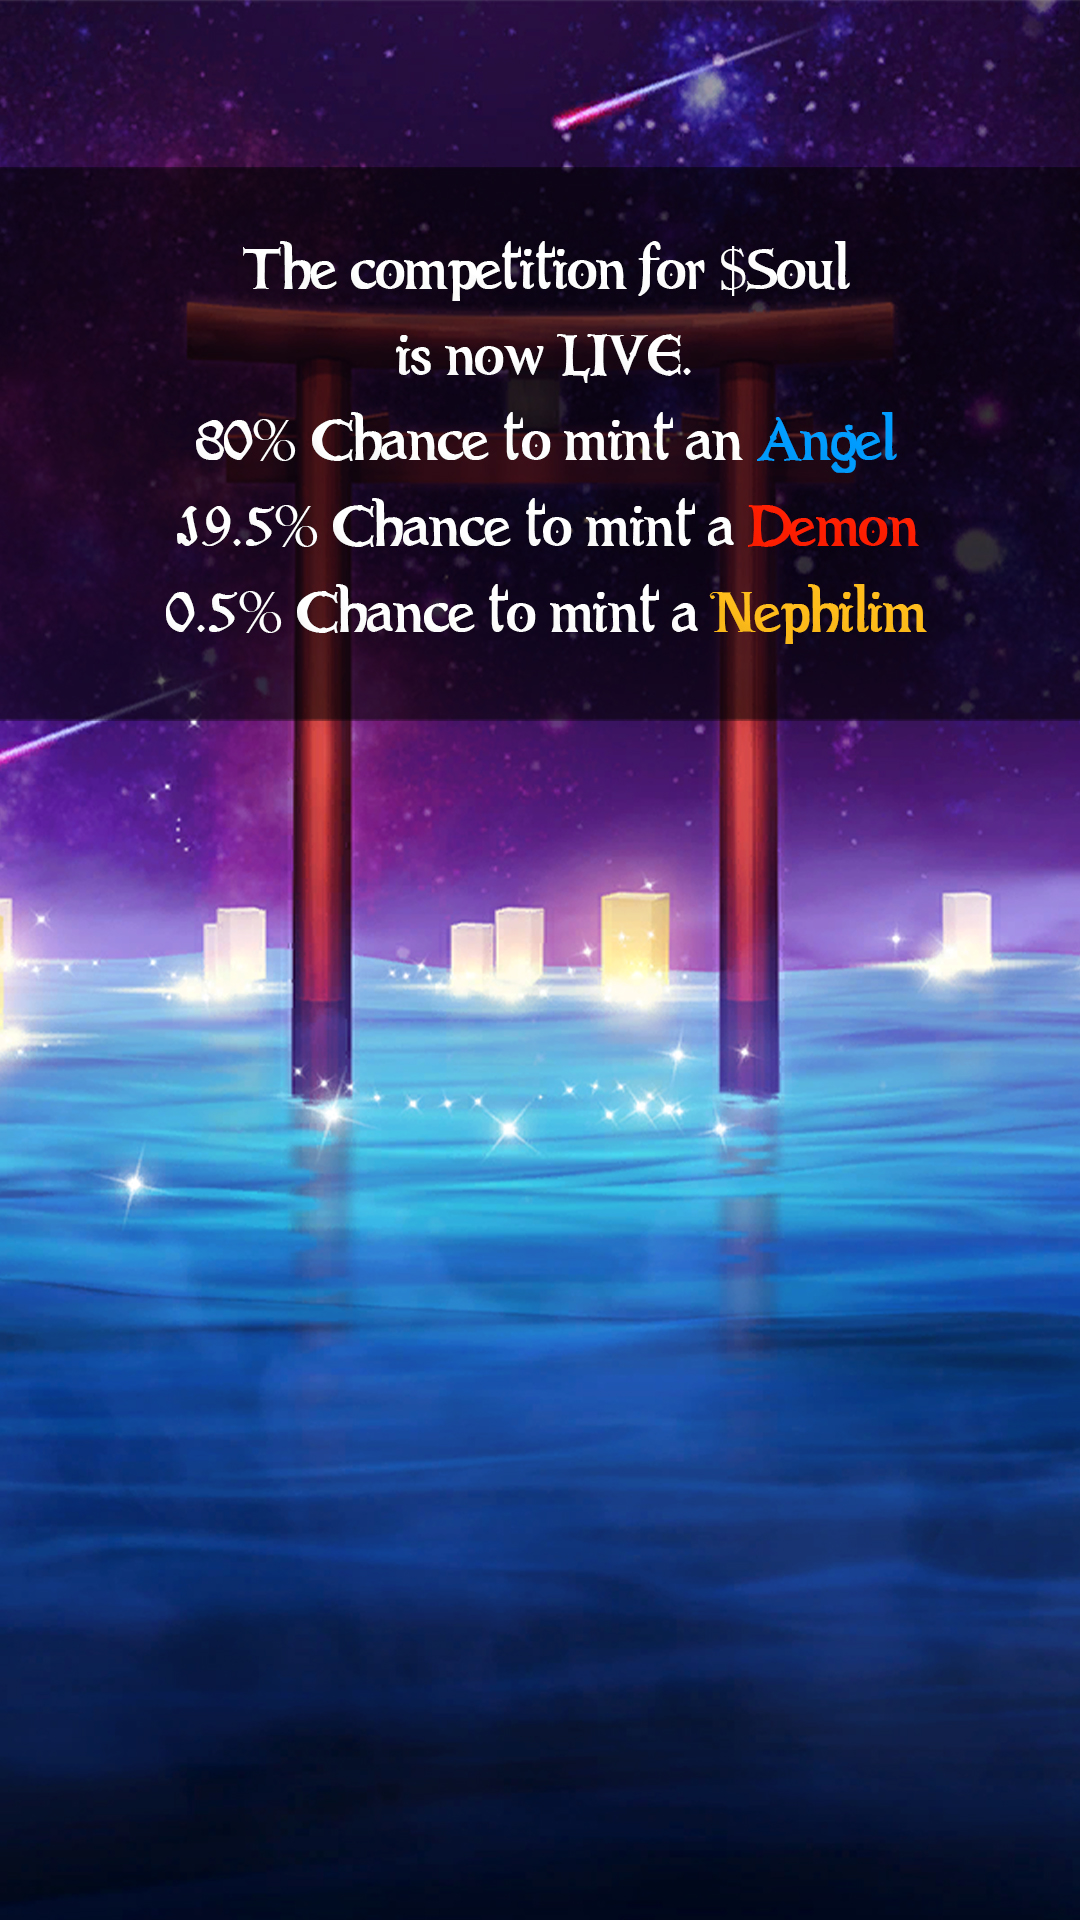 The competition for $Soul
is now LIVE.
80% Chance to mint an Angel
19.5% Chance to mint a Demon
0.5% Chance to mint a Nephilim